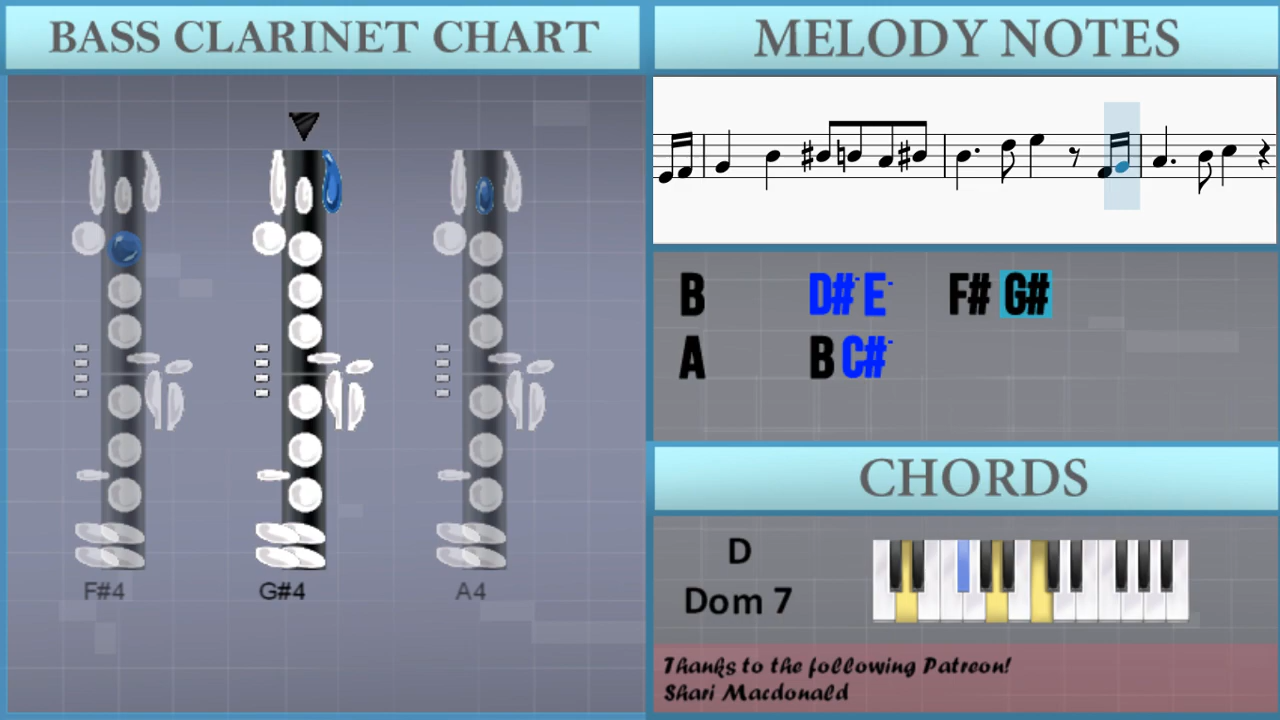 BASS CLARINET CHART
F#4 G#4 A4
MELODY NOTES
B D#- E- F# G#
A B C#-
CHORDS
D
Dom 7
Thanks to the following Patreon!
Shari Macdonald